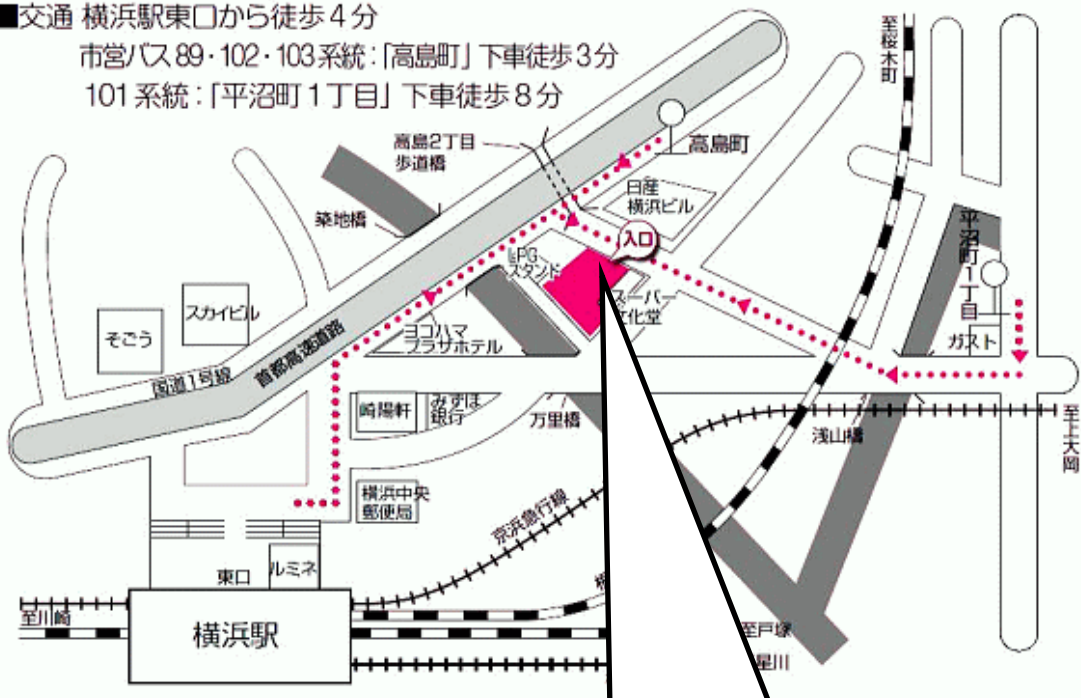 ■交通 横浜駅東口から徒歩4分
市営バス89・102・103系統:「高島町」下車徒歩3分
101系統:「平沼町1丁目」下車徒歩8分
至桜木町
高島2丁目
歩道橋
高島町
築地橋
日産
横浜ビル
入口
平沼町1丁目
LPG
スタンド
スーパー
文化堂
スカイビル
そごう
ヨコハマ
プラザホテル
ガスト
国道1号線
首都高速道路
崎陽軒
みずほ
銀行
万里橋
浅山橋
至上大岡
横浜中央
郵便局
京浜急行線
東口
ルミネ
至川崎
横浜駅
至戸塚
星川